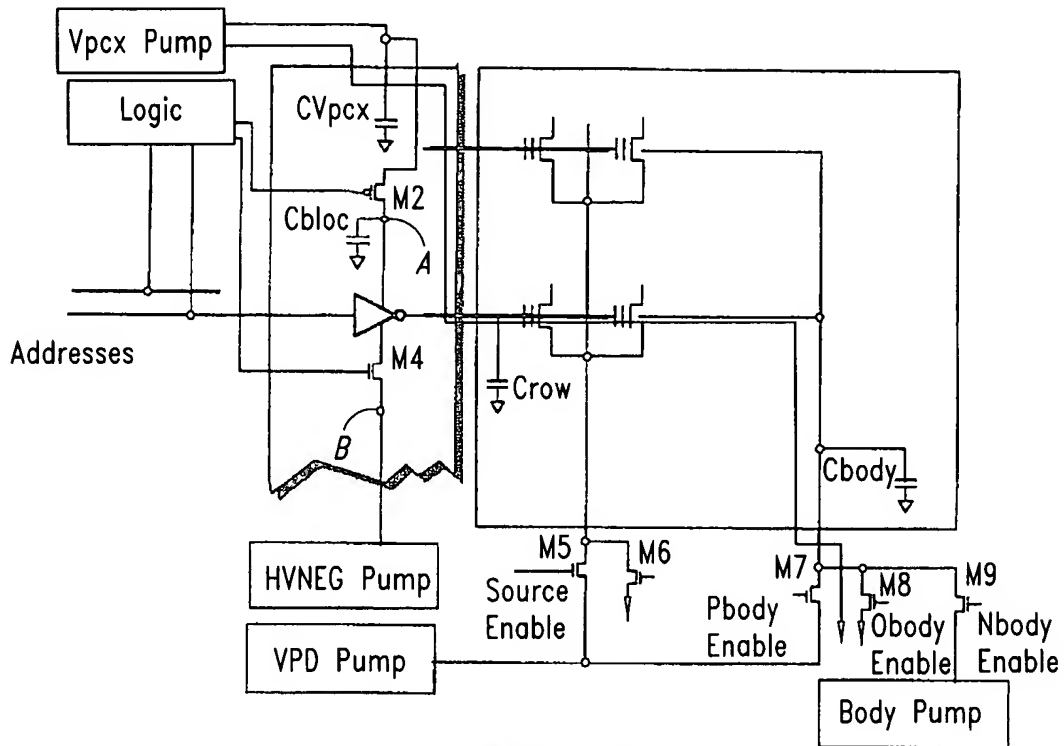 Vpcx Pump
Logic
CVpcx
M2
Cbloc
A
Addresses
M4
Crow
B
Cbody
HVNEG Pump
M5
M6
M7
M8
M9
Source
Enable
Pbody
Enable
Obody
Enable
Nbody
Enable
VPD Pump
Body Pump